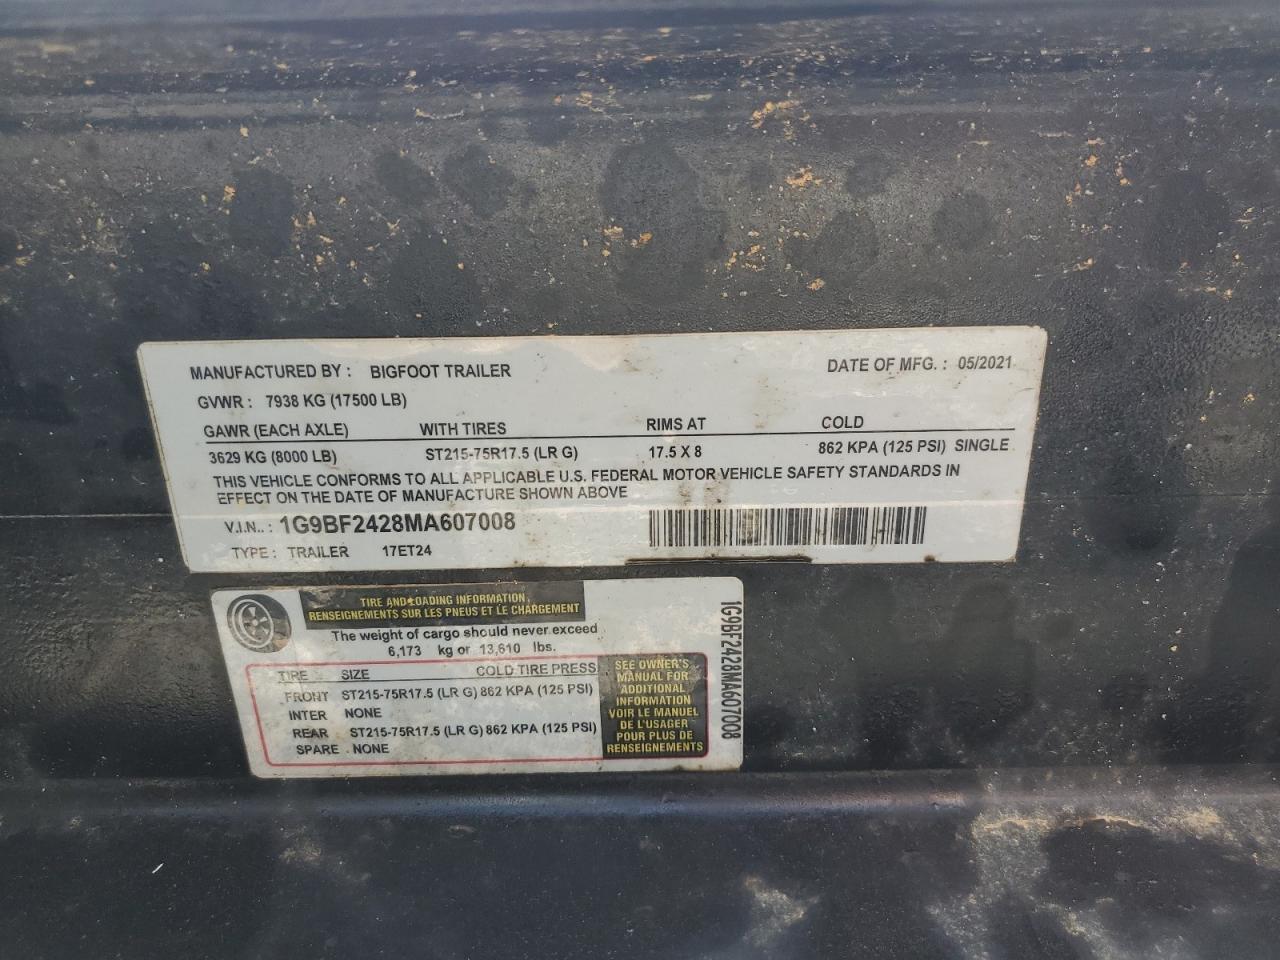 MANUFACTURED BY : BIGFOOT TRAILER DATE OF MFG. : 05/2021
GVWR : 7938 KG (17500 LB)
GAWR (EACH AXLE) WITH TIRES RIMS AT COLD
3629 KG (8000 LB) ST215-75R17.5 (LR G) 17.5 X 8 862 KPA (125 PSI) SINGLE
THIS VEHICLE CONFORMS TO ALL APPLICABLE U.S. FEDERAL MOTOR VEHICLE SAFETY STANDARDS IN
EFFECT ON THE DATE OF MANUFACTURE SHOWN ABOVE
V.I.N.. : 1G9BF2428MA607008
TYPE : TRAILER 17ET24
TIRE AND LOADING INFORMATION
RENSEIGNEMENTS SUR LES PNEUS ET LE CHARGEMENT
The weight of cargo should never exceed
6,173 kg or 13,610 lbs.
TIRE SIZE COLD TIRE PRESS
FRONT ST215-75R17.5 (LR G) 862 KPA (125 PSI)
INTER NONE
REAR ST215-75R17.5 (LR G) 862 KPA (125 PSI)
SPARE NONE
SEE OWNER'S
MANUAL FOR
ADDITIONAL
INFORMATION
VOIR LE MANUEL
DE L'USAGER
POUR PLUS DE
RENSEIGNEMENTS
1G9BF2428MA607008